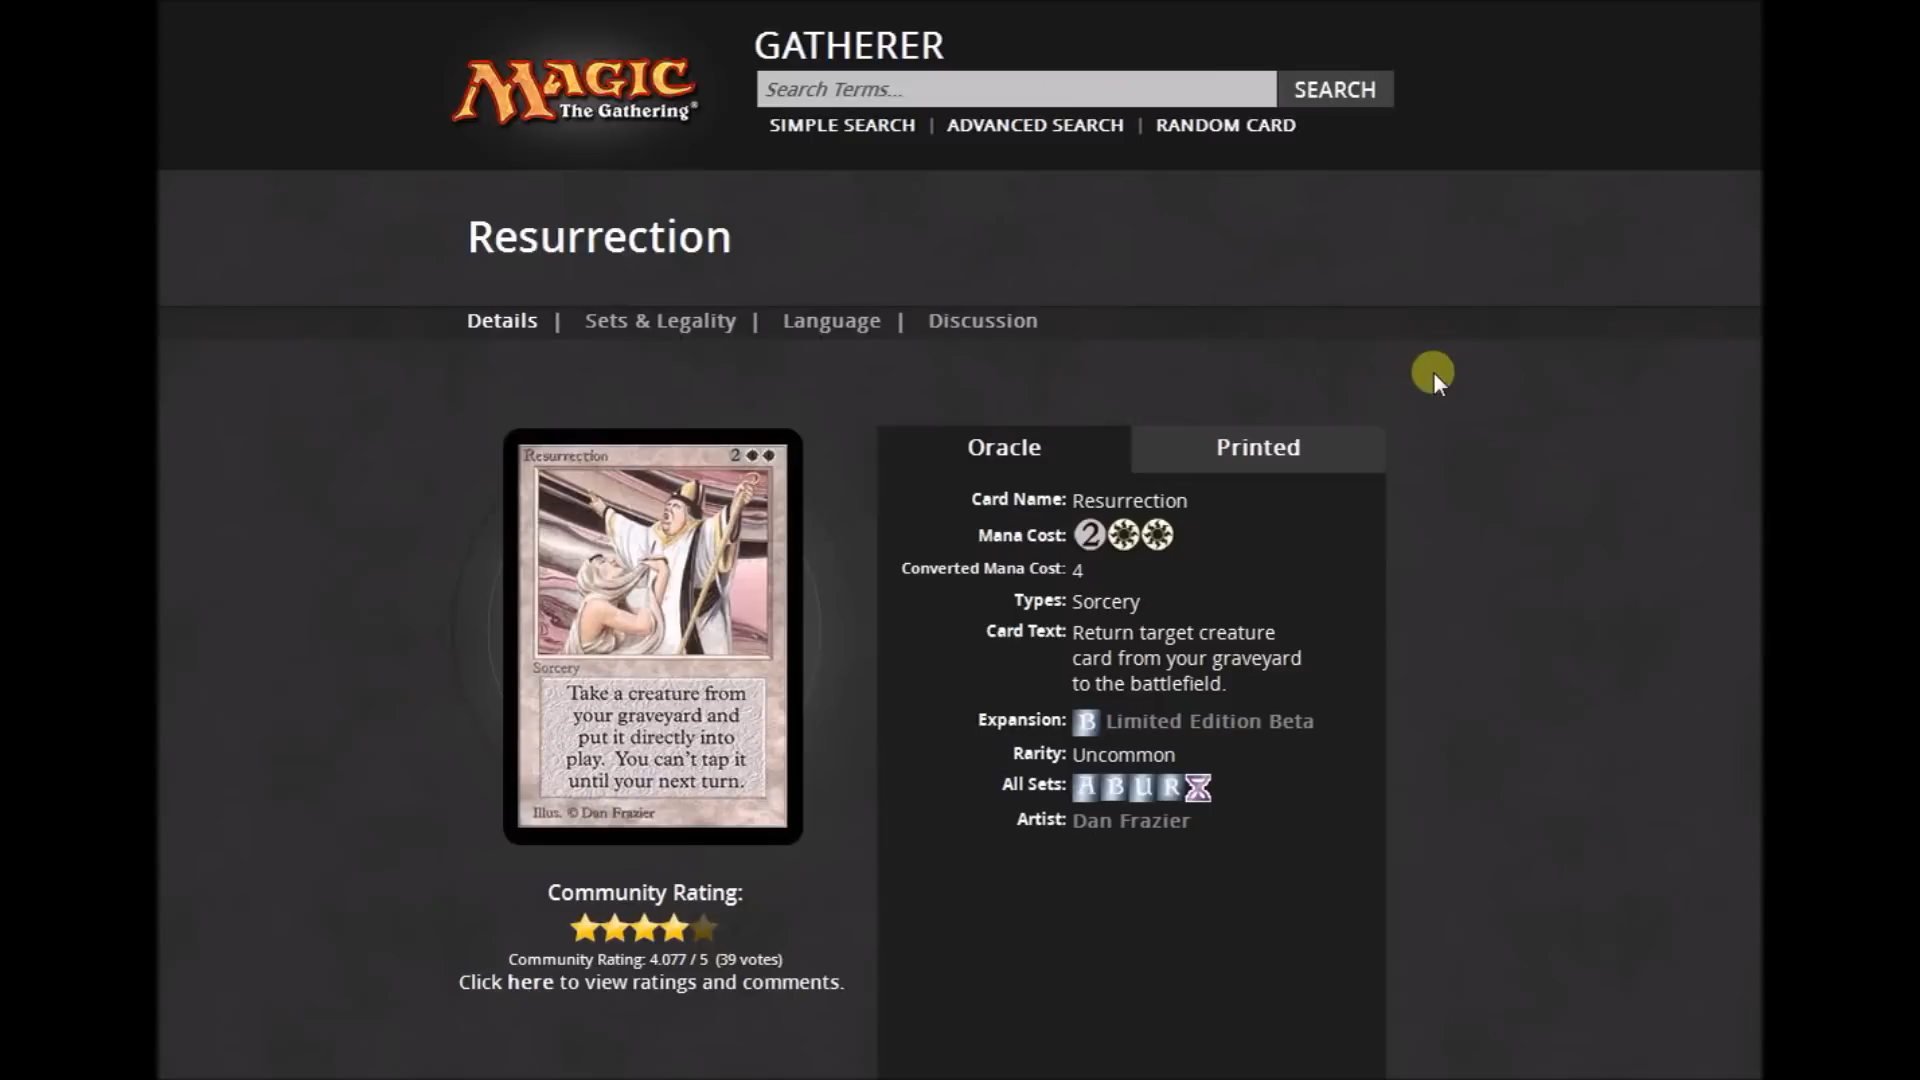 MAGIC
The Gathering®
GATHERER
Search Terms...
SEARCH
SIMPLE SEARCH | ADVANCED SEARCH | RANDOM CARD
Resurrection
Details | Sets & Legality | Language | Discussion
Resurrection 2
Sorcery
Take a creature from
your graveyard and
put it directly into
play. You can't tap it
until your next turn.
Illus. © Dan Frazier
Community Rating:
Community Rating: 4.077 / 5 (39 votes)
Click here to view ratings and comments.
Oracle
Printed
Card Name: Resurrection
Mana Cost: 2
Converted Mana Cost: 4
Types: Sorcery
Card Text: Return target creature
card from your graveyard
to the battlefield.
Expansion: B Limited Edition Beta
Rarity: Uncommon
All Sets: A B U R
Artist: Dan Frazier